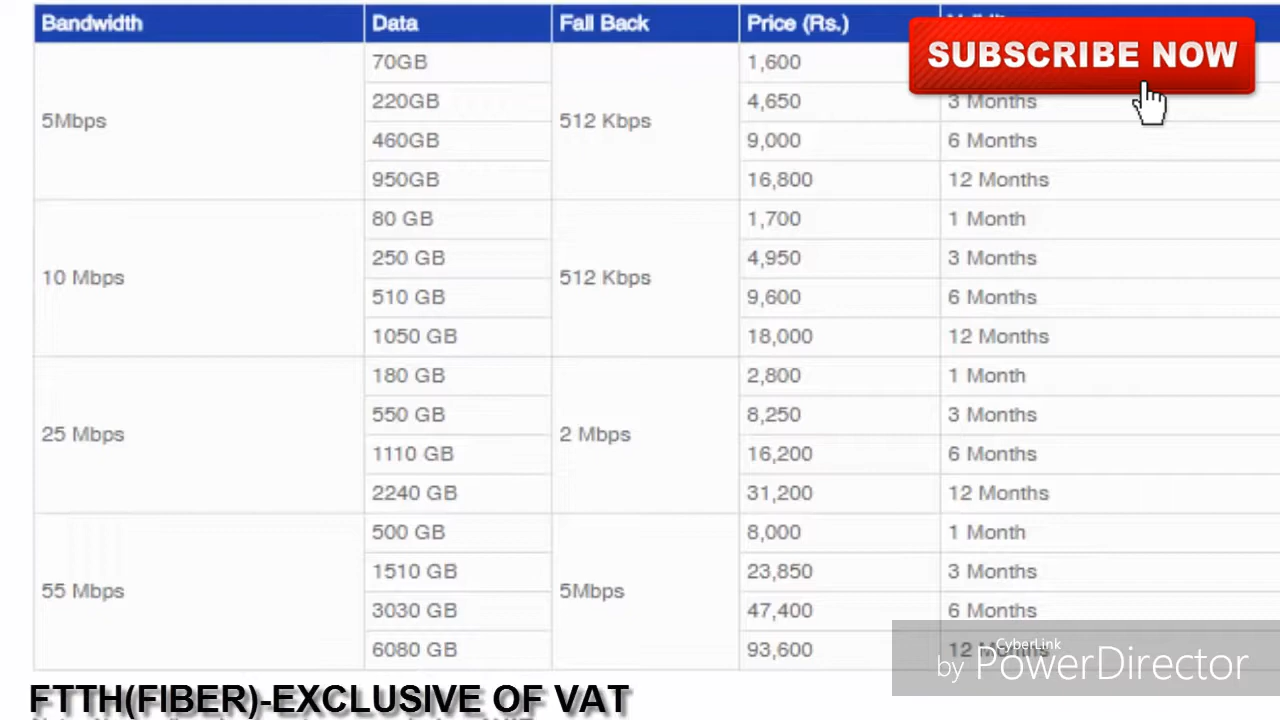 Bandwidth Data Fall Back Price (Rs.)
SUBSCRIBE NOW
5Mbps 70GB 512 Kbps 1,600
220GB 4,650 3 Months
460GB 9,000 6 Months
950GB 16,800 12 Months
10 Mbps 80 GB 512 Kbps 1,700 1 Month
250 GB 4,950 3 Months
510 GB 9,600 6 Months
1050 GB 18,000 12 Months
25 Mbps 180 GB 2 Mbps 2,800 1 Month
550 GB 8,250 3 Months
1110 GB 16,200 6 Months
2240 GB 31,200 12 Months
55 Mbps 500 GB 5Mbps 8,000 1 Month
1510 GB 23,850 3 Months
3030 GB 47,400 6 Months
6080 GB 93,600 12 Months
CyberLink
by PowerDirector
FTTH(FIBER)-EXCLUSIVE OF VAT